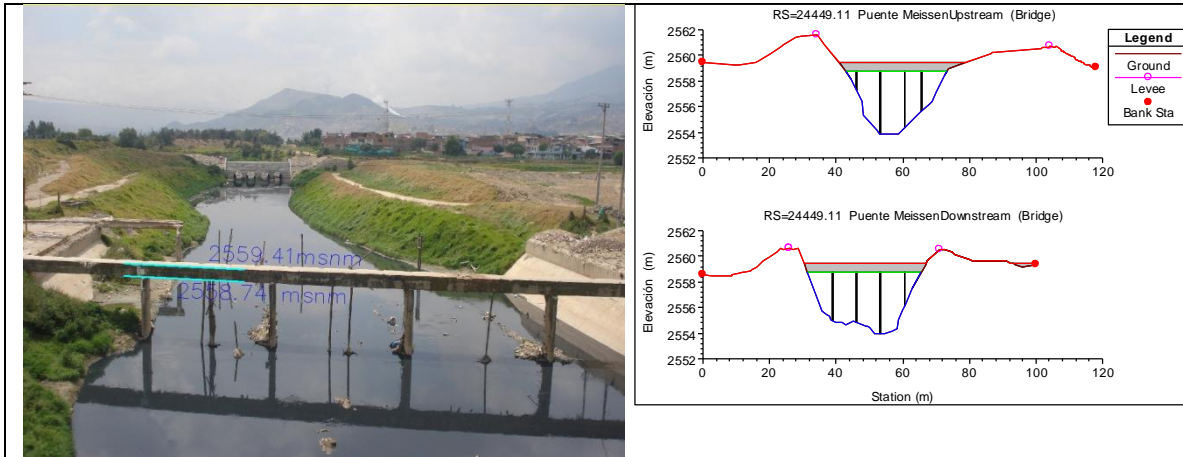 2559.41msnm
2558.74 msnm
RS=24449.11 Puente MeissenUpstream (Bridge)
Elevación (m)
2562
2560
2558
2556
2554
2552
0 20 40 60 80 100 120
Legend
Ground
Levee
Bank Sta
RS=24449.11 Puente MeissenDownstream (Bridge)
Elevación (m)
2562
2560
2558
2556
2554
2552
0 20 40 60 80 100 120
Station (m)